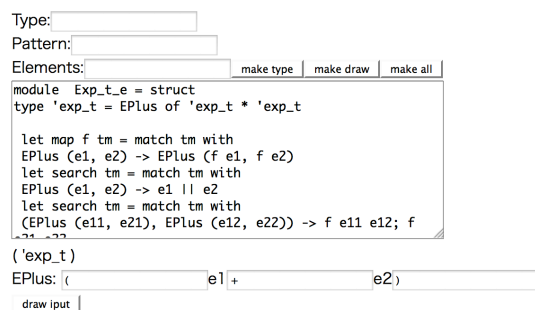 Type:
Pattern:
Elements: make type make draw make all
module  Exp_t_e = struct
type 'exp_t = EPlus of 'exp_t * 'exp_t
let map f tm = match tm with
EPlus (e1, e2) -> EPlus (f e1, f e2)
let search tm = match tm with
EPlus (e1, e2) -> e1 || e2
let search tm = match tm with
(EPlus (e11, e21), EPlus (e12, e22)) -> f e11 e12; f
( 'exp_t )
EPlus: ( e1 + e2 )
draw iput